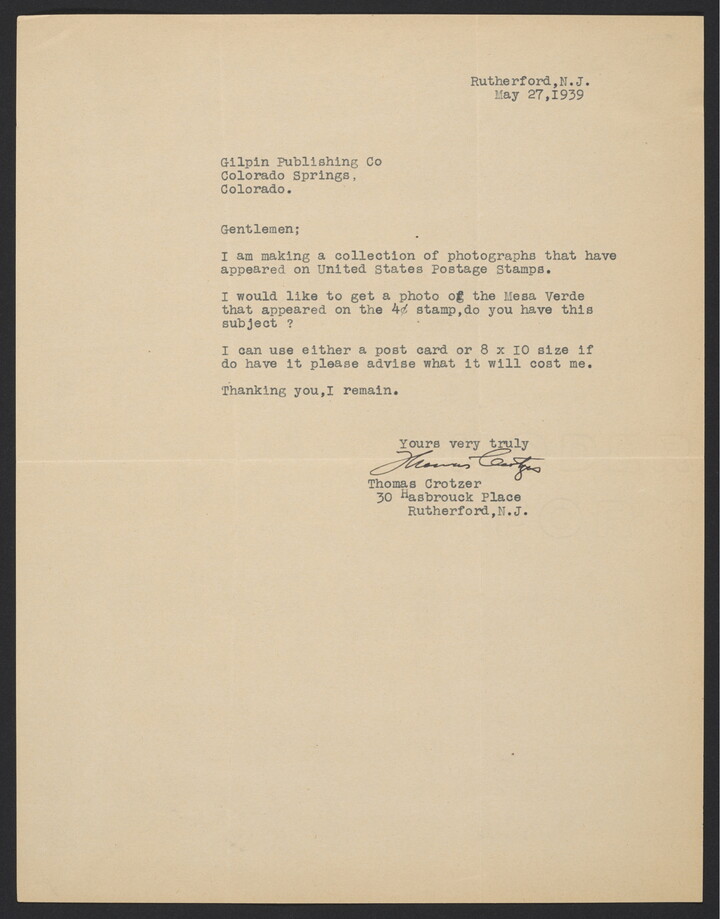 Rutherford,N.J.
May 27,1939
Gilpin Publishing Co
Colorado Springs,
Colorado.
Gentlemen;
I am making a collection of photographs that have
appeared on United States Postage Stamps.
I would like to get a photo of the Mesa Verde
that appeared on the 4¢ stamp,do you have this
subject ?
I can use either a post card or 8 x IO size if
do have it please advise what it will cost me.
Thanking you,I remain.
Yours very truly
Thomas Crotzer
Thomas Crotzer
30 Hasbrouck Place
Rutherford,N.J.